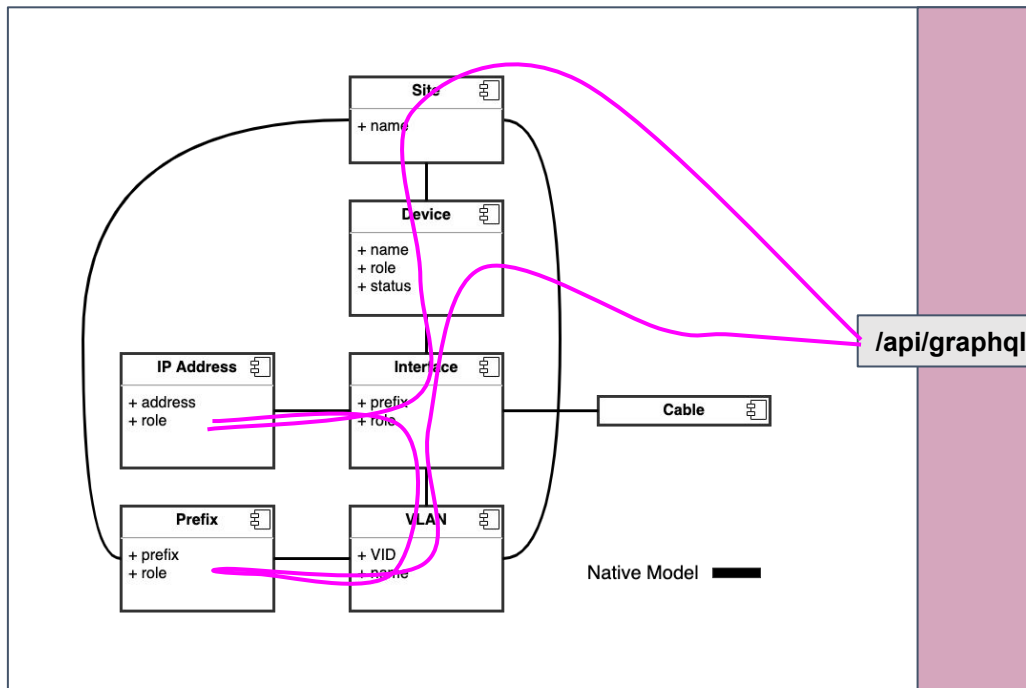 Site
+ name
Device
+ name
+ role
+ status
/api/graphql
IP Address
+ address
+ role
Interface
+ prefix
+ role
Cable
Prefix
+ prefix
+ role
VLAN
+ VID
+ name
Native Model